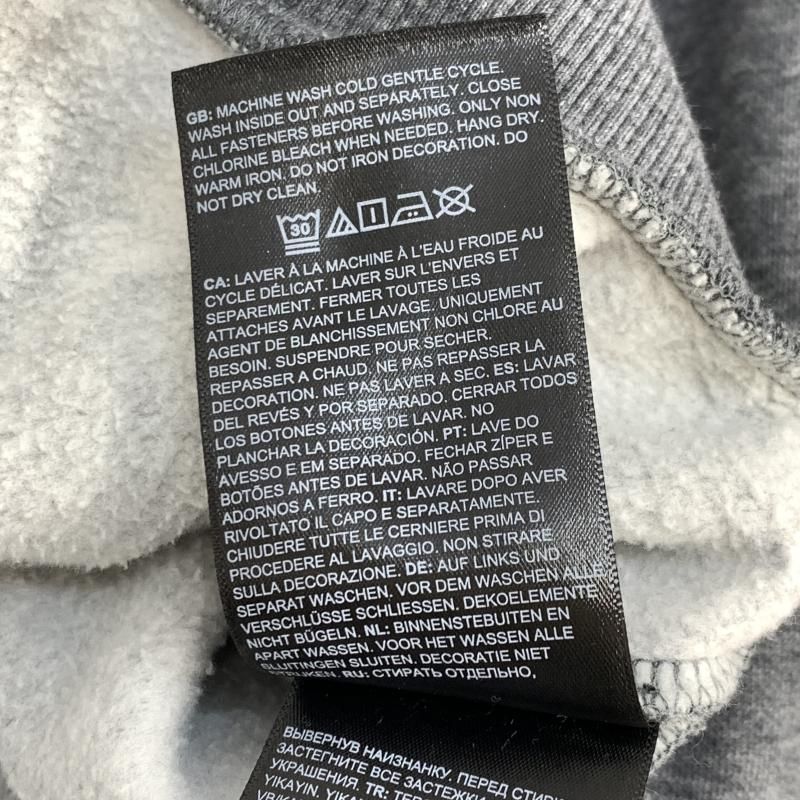 GB: MACHINE WASH COLD GENTLE CYCLE.
WASH INSIDE OUT AND SEPARATELY. CLOSE
ALL FASTENERS BEFORE WASHING. ONLY NON
CHLORINE BLEACH WHEN NEEDED. HANG DRY.
WARM IRON. DO NOT IRON DECORATION. DO
NOT DRY CLEAN.
30°
CA: LAVER À LA MACHINE À L'EAU FROIDE AU
CYCLE DÉLICAT. LAVER SUR L'ENVERS ET
SEPAREMENT. FERMER TOUTES LES
ATTACHES AVANT LE LAVAGE. UNIQUEMENT
AGENT DE BLANCHISSEMENT NON CHLORE AU
BESOIN. SUSPENDRE POUR SECHER.
REPASSER A CHAUD. NE PAS REPASSER LA
DECORATION. NE PAS LAVER A SEC. ES: LAVAR
DEL REVÉS Y POR SEPARADO. CERRAR TODOS
LOS BOTONES ANTES DE LAVAR. NO
PLANCHAR LA DECORACIÓN. PT: LAVE DO
AVESSO E EM SEPARADO. FECHAR ZÍPER E
BOTÕES ANTES DE LAVAR. NÃO PASSAR
ADORNOS A FERRO. IT: LAVARE DOPO AVER
RIVOLTATO IL CAPO E SEPARATAMENTE.
CHIUDERE TUTTE LE CERNIERE PRIMA DI
PROCEDERE AL LAVAGGIO. NON STIRARE
SULLA DECORAZIONE. DE: AUF LINKS UND
SEPARAT WASCHEN. VOR DEM WASCHEN ALLE
VERSCHLÜSSE SCHLIESSEN. DEKOELEMENTE
NICHT BÜGELN. NL: BINNENSTEBUITEN EN
APART WASSEN. VOOR HET WASSEN ALLE
SLUITINGEN SLUITEN. DECORATIE NIET
RU: СТИРАТЬ ОТДЕЛЬНО,
ВЫВЕРНУВ НАИЗНАНКУ. ПЕРЕД
ЗАСТЕГНИТЕ ВСЕ
УКРАШЕНИЯ. TR:
YIKAYIN.